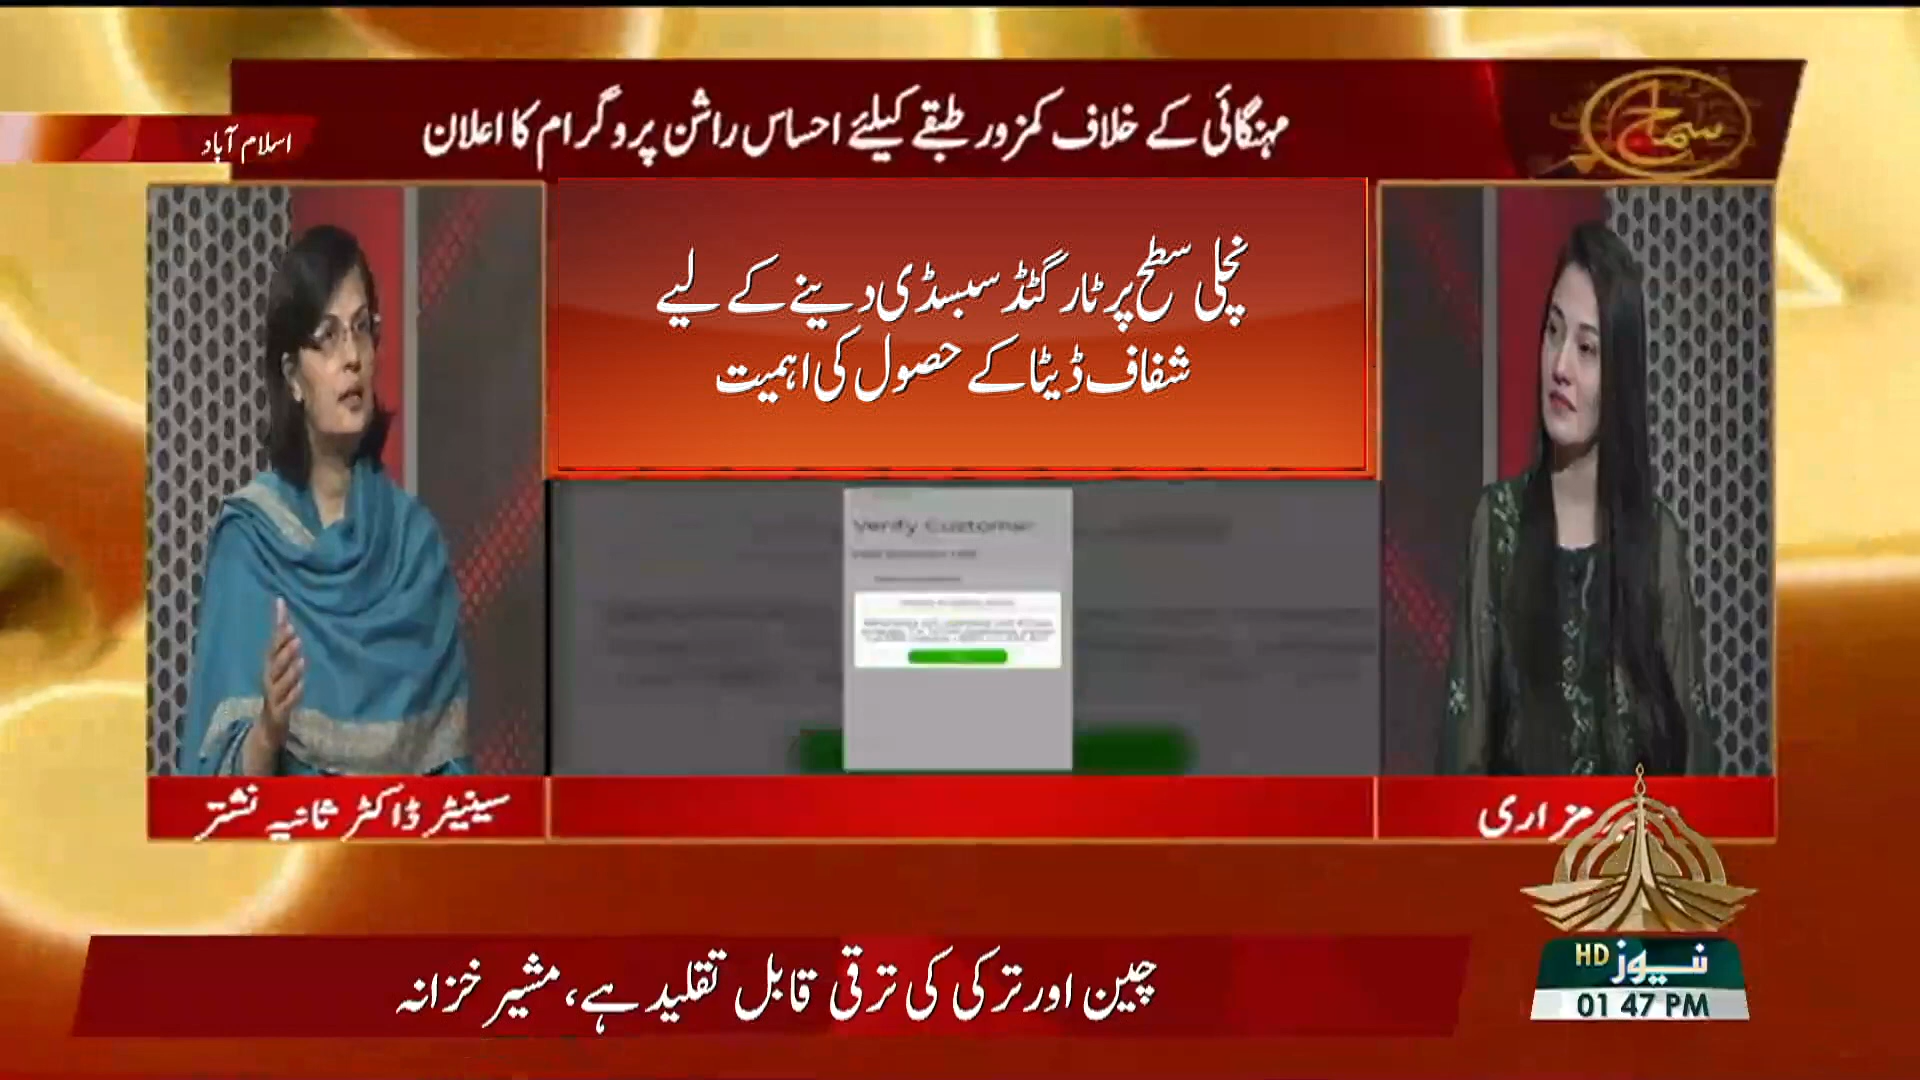 مہنگائی کے خلاف کمزور طبقے کیلئے احساس راشن پروگرام کا اعلان
سماج
اسلام آباد
نچلی سطح پر ٹارگٹڈ سبسڈی دینے کے لیے
شفاف ڈیٹا کے حصول کی اہمیت
Verify Customer
مزاری
سینیٹر ڈاکٹر ثانیہ نشتر
چین اور ترکی کی ترقی قابل تقلید ہے، مشیر خزانہ
نیوز HD
01 47 PM